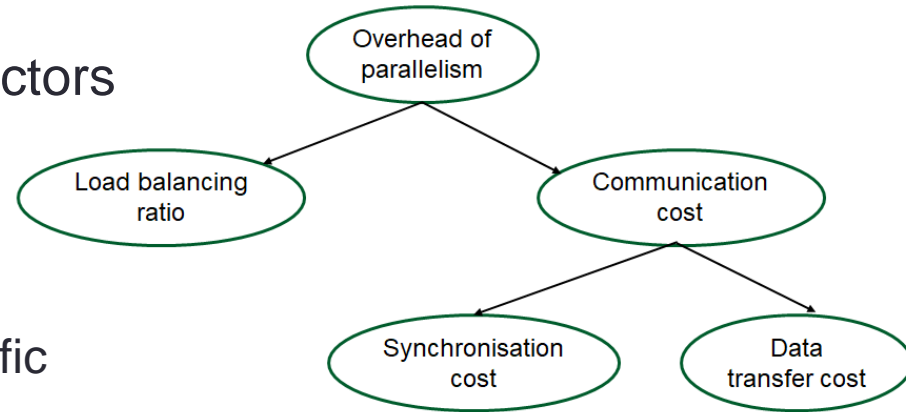 Overhead of
parallelism
ctors
Load balancing
ratio
Communication
cost
Synchronisation
cost
Data
transfer cost
fic